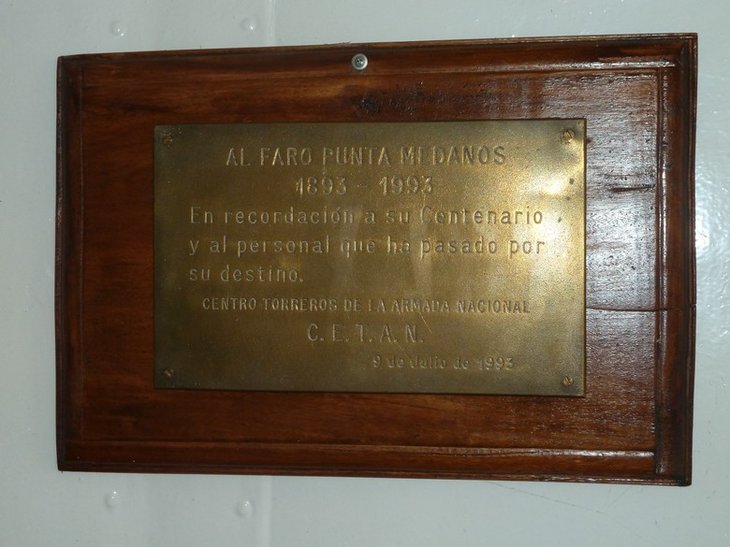 AL FARO PUNTA MEDANOS
1893 - 1993
En recordación a su Centenario
y al personal que ha pasado por
su destino.
CENTRO TORREROS DE LA ARMADA NACIONAL
C. E. T. A. N.
9 de Julio de 1993